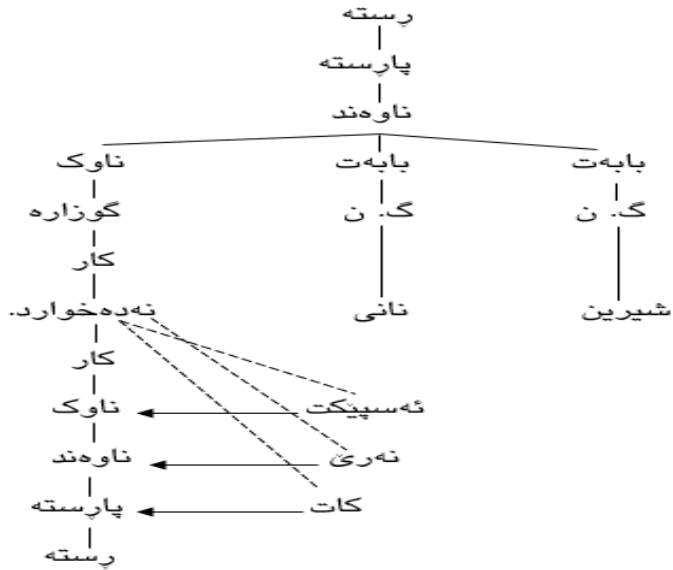 ڕستە
پاڕستە
ناوەند
بابەت بابەت ناوک
گ. ن گ. ن گوزارە
کار
شیرین نانی نەدەخوارد.
کار
ئەسپێکت ناوک
نەرێ ناوەند
کات پاڕستە
ڕستە